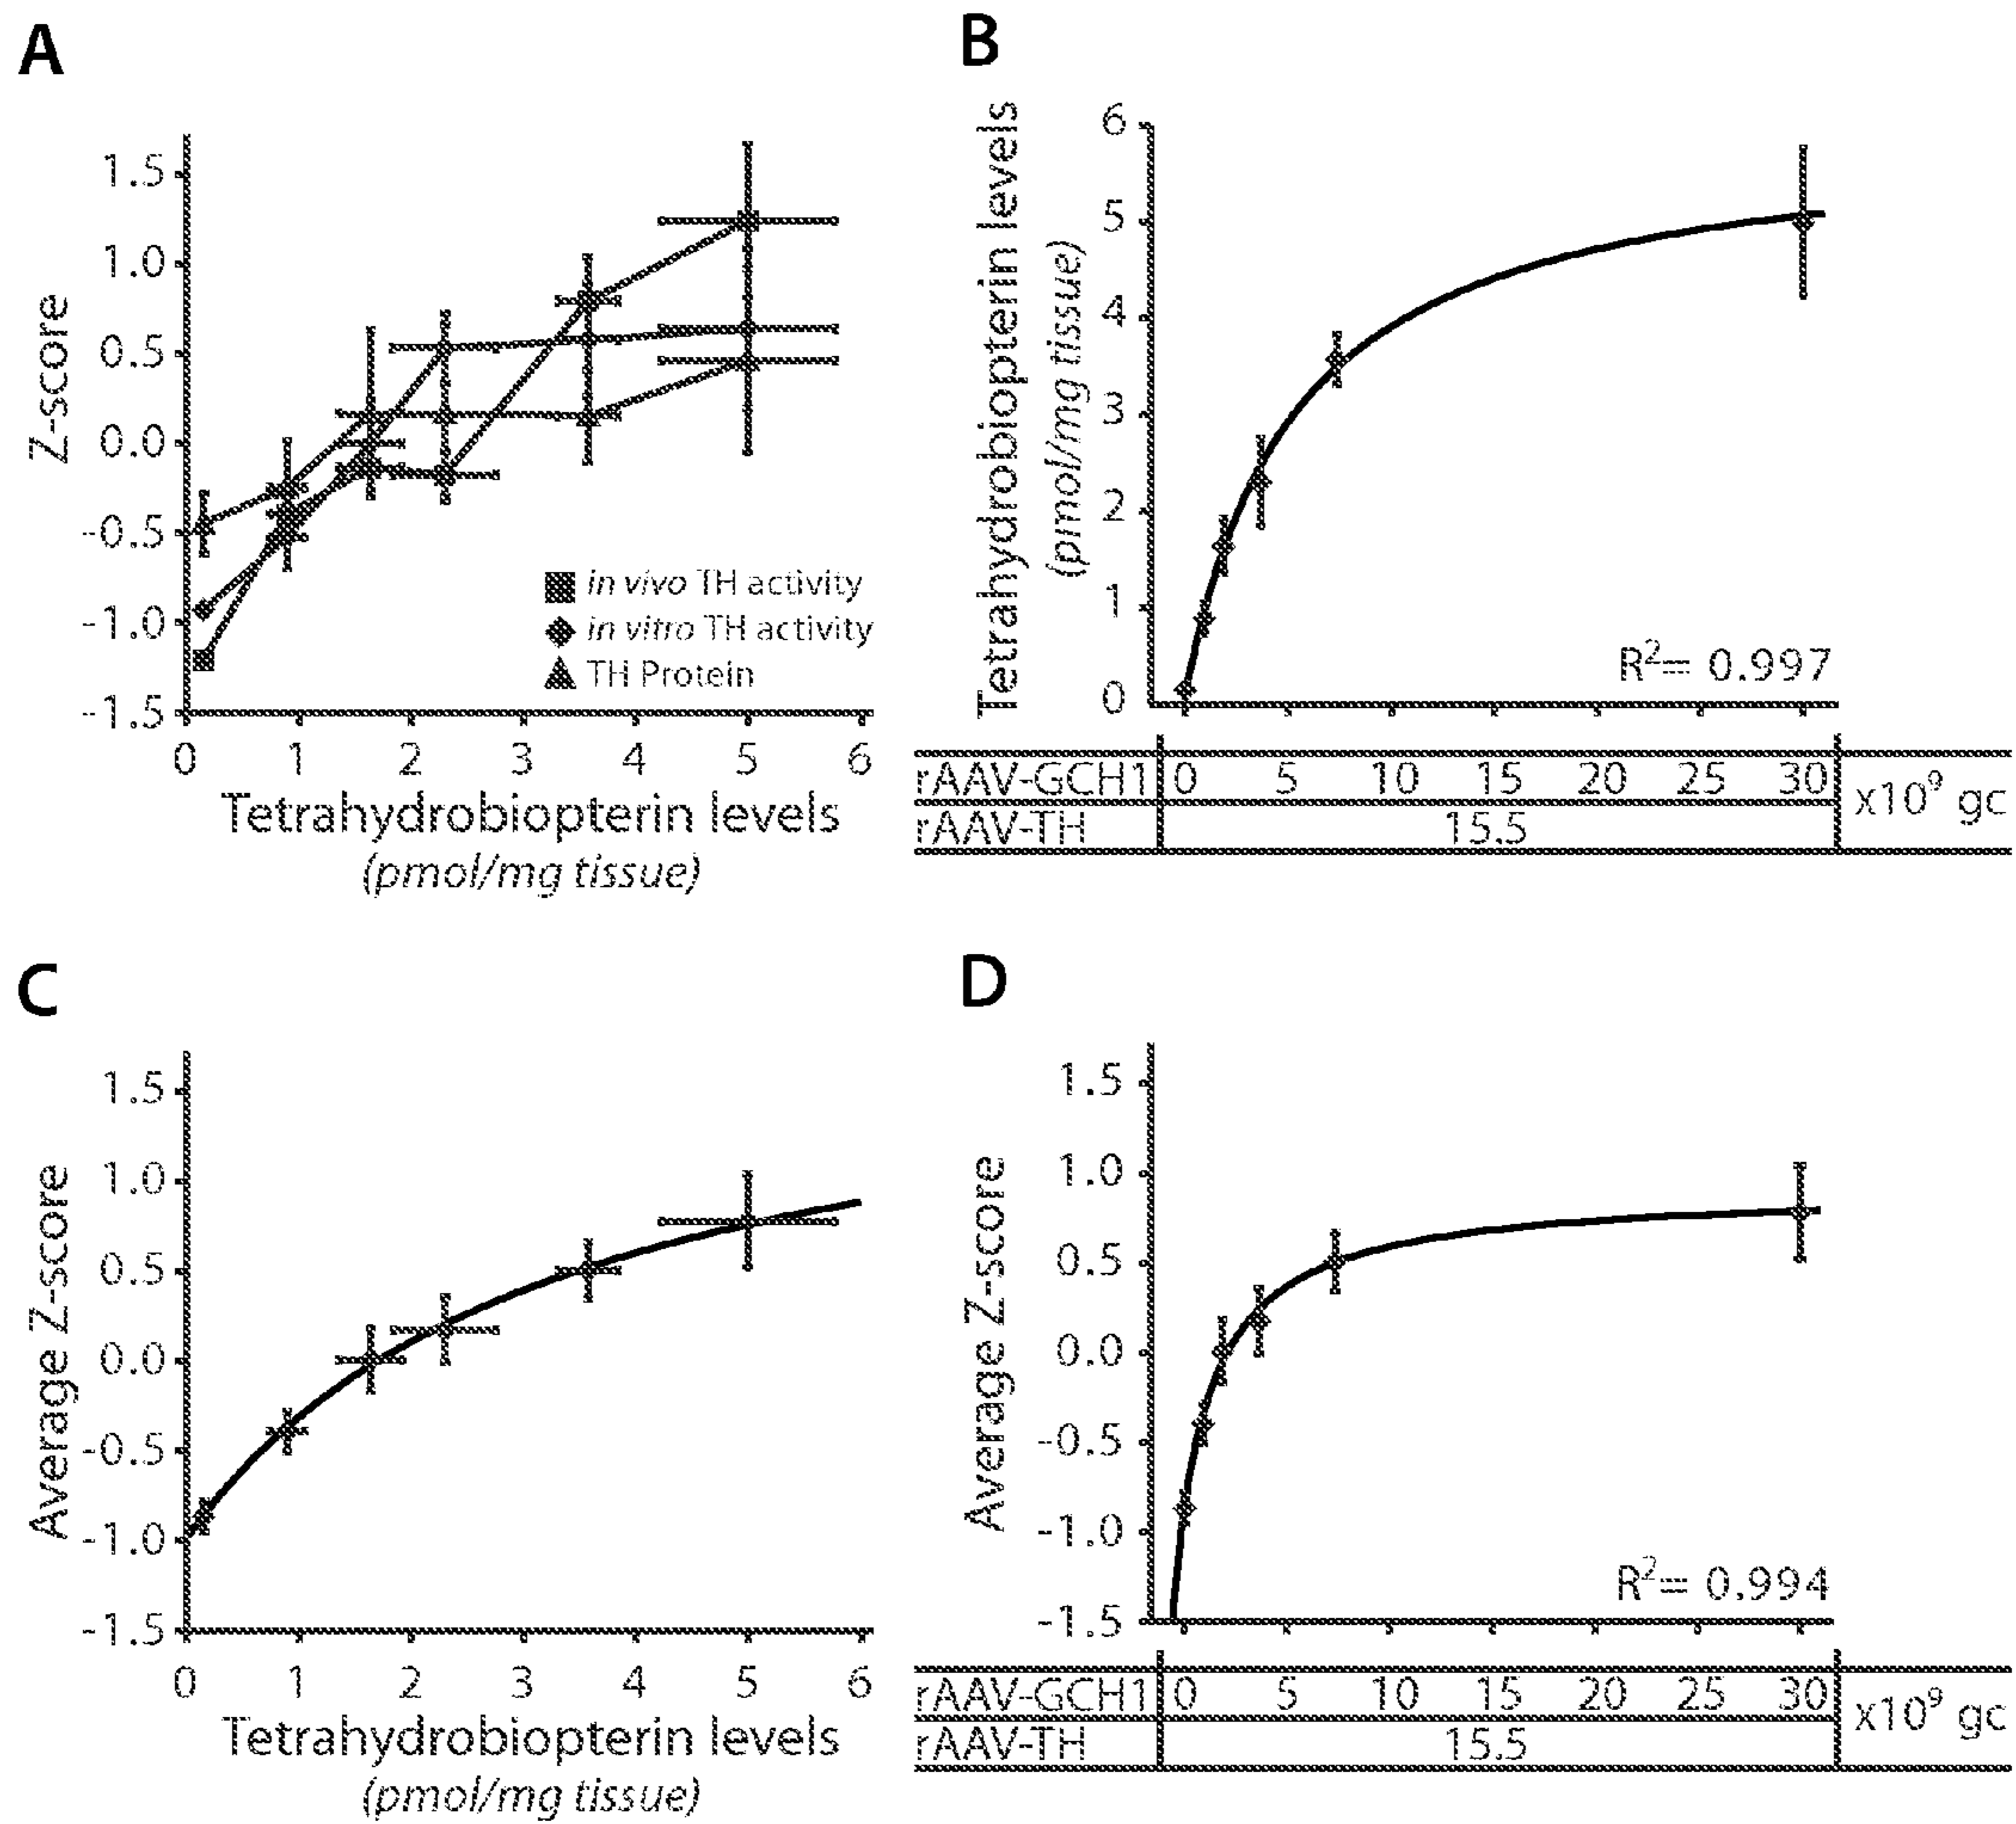 A
Z-score
1.5
1.0
0.5
0.0
-0.5
-1.0
-1.5
in vivo TH activity
in vitro TH activity
TH Protein
0 1 2 3 4 5 6
Tetrahydrobiopterin levels
(pmol/mg tissue)
B
Tetrahydrobiopterin levels
(pmol/mg tissue)
6
5
4
3
2
1
0
R²= 0.997
rAAV-GCH1 0 5 10 15 20 25 30
rAAV-TH 15.5
x10⁹ gc
C
Average Z-score
1.5
1.0
0.5
0.0
-0.5
-1.0
-1.5
0 1 2 3 4 5 6
Tetrahydrobiopterin levels
(pmol/mg tissue)
D
Average Z-score
1.5
1.0
0.5
0.0
-0.5
-1.0
-1.5
R²= 0.994
rAAV-GCH1 0 5 10 15 20 25 30
rAAV-TH 15.5
x10⁹ gc